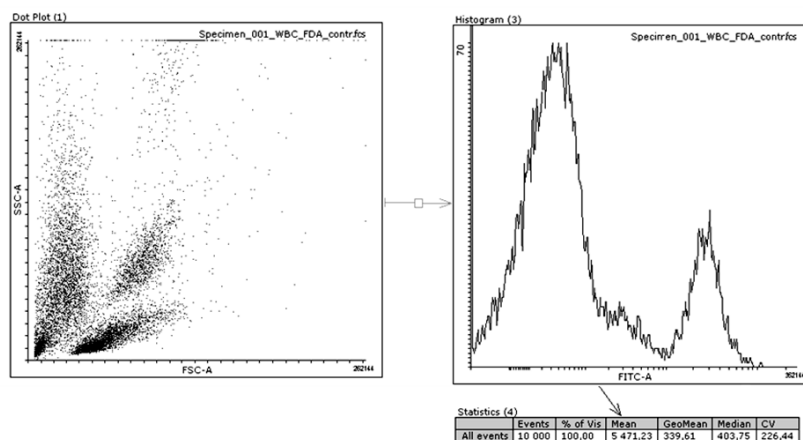 Dot Plot (1)
Specimen_001_WBC_FDA_contr.fcs
262144
SSC-A
FSC-A
262144
Histogram (3)
Specimen_001_WBC_FDA_contr.fcs
70
FITC-A
262144
Statistics (4)
Events % of Vis Mean GeoMean Median CV
All events 10 000 100,00 5 471,23 339,61 403,75 226,44